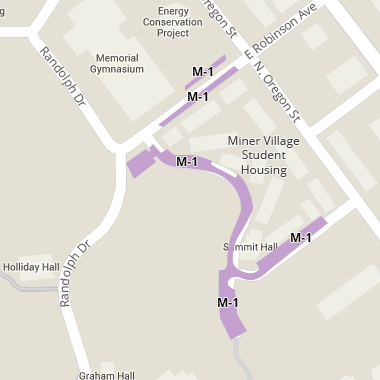 ng
Energy
Conservation
Project
Oregon St
E Robinson Ave
Randolph Dr
Memorial
Gymnasium
M-1
M-1
N. Oregon St
Miner Village
Student
Housing
M-1
Summit Hall
M-1
Randolph Dr
Holliday Hall
M-1
Graham Hall